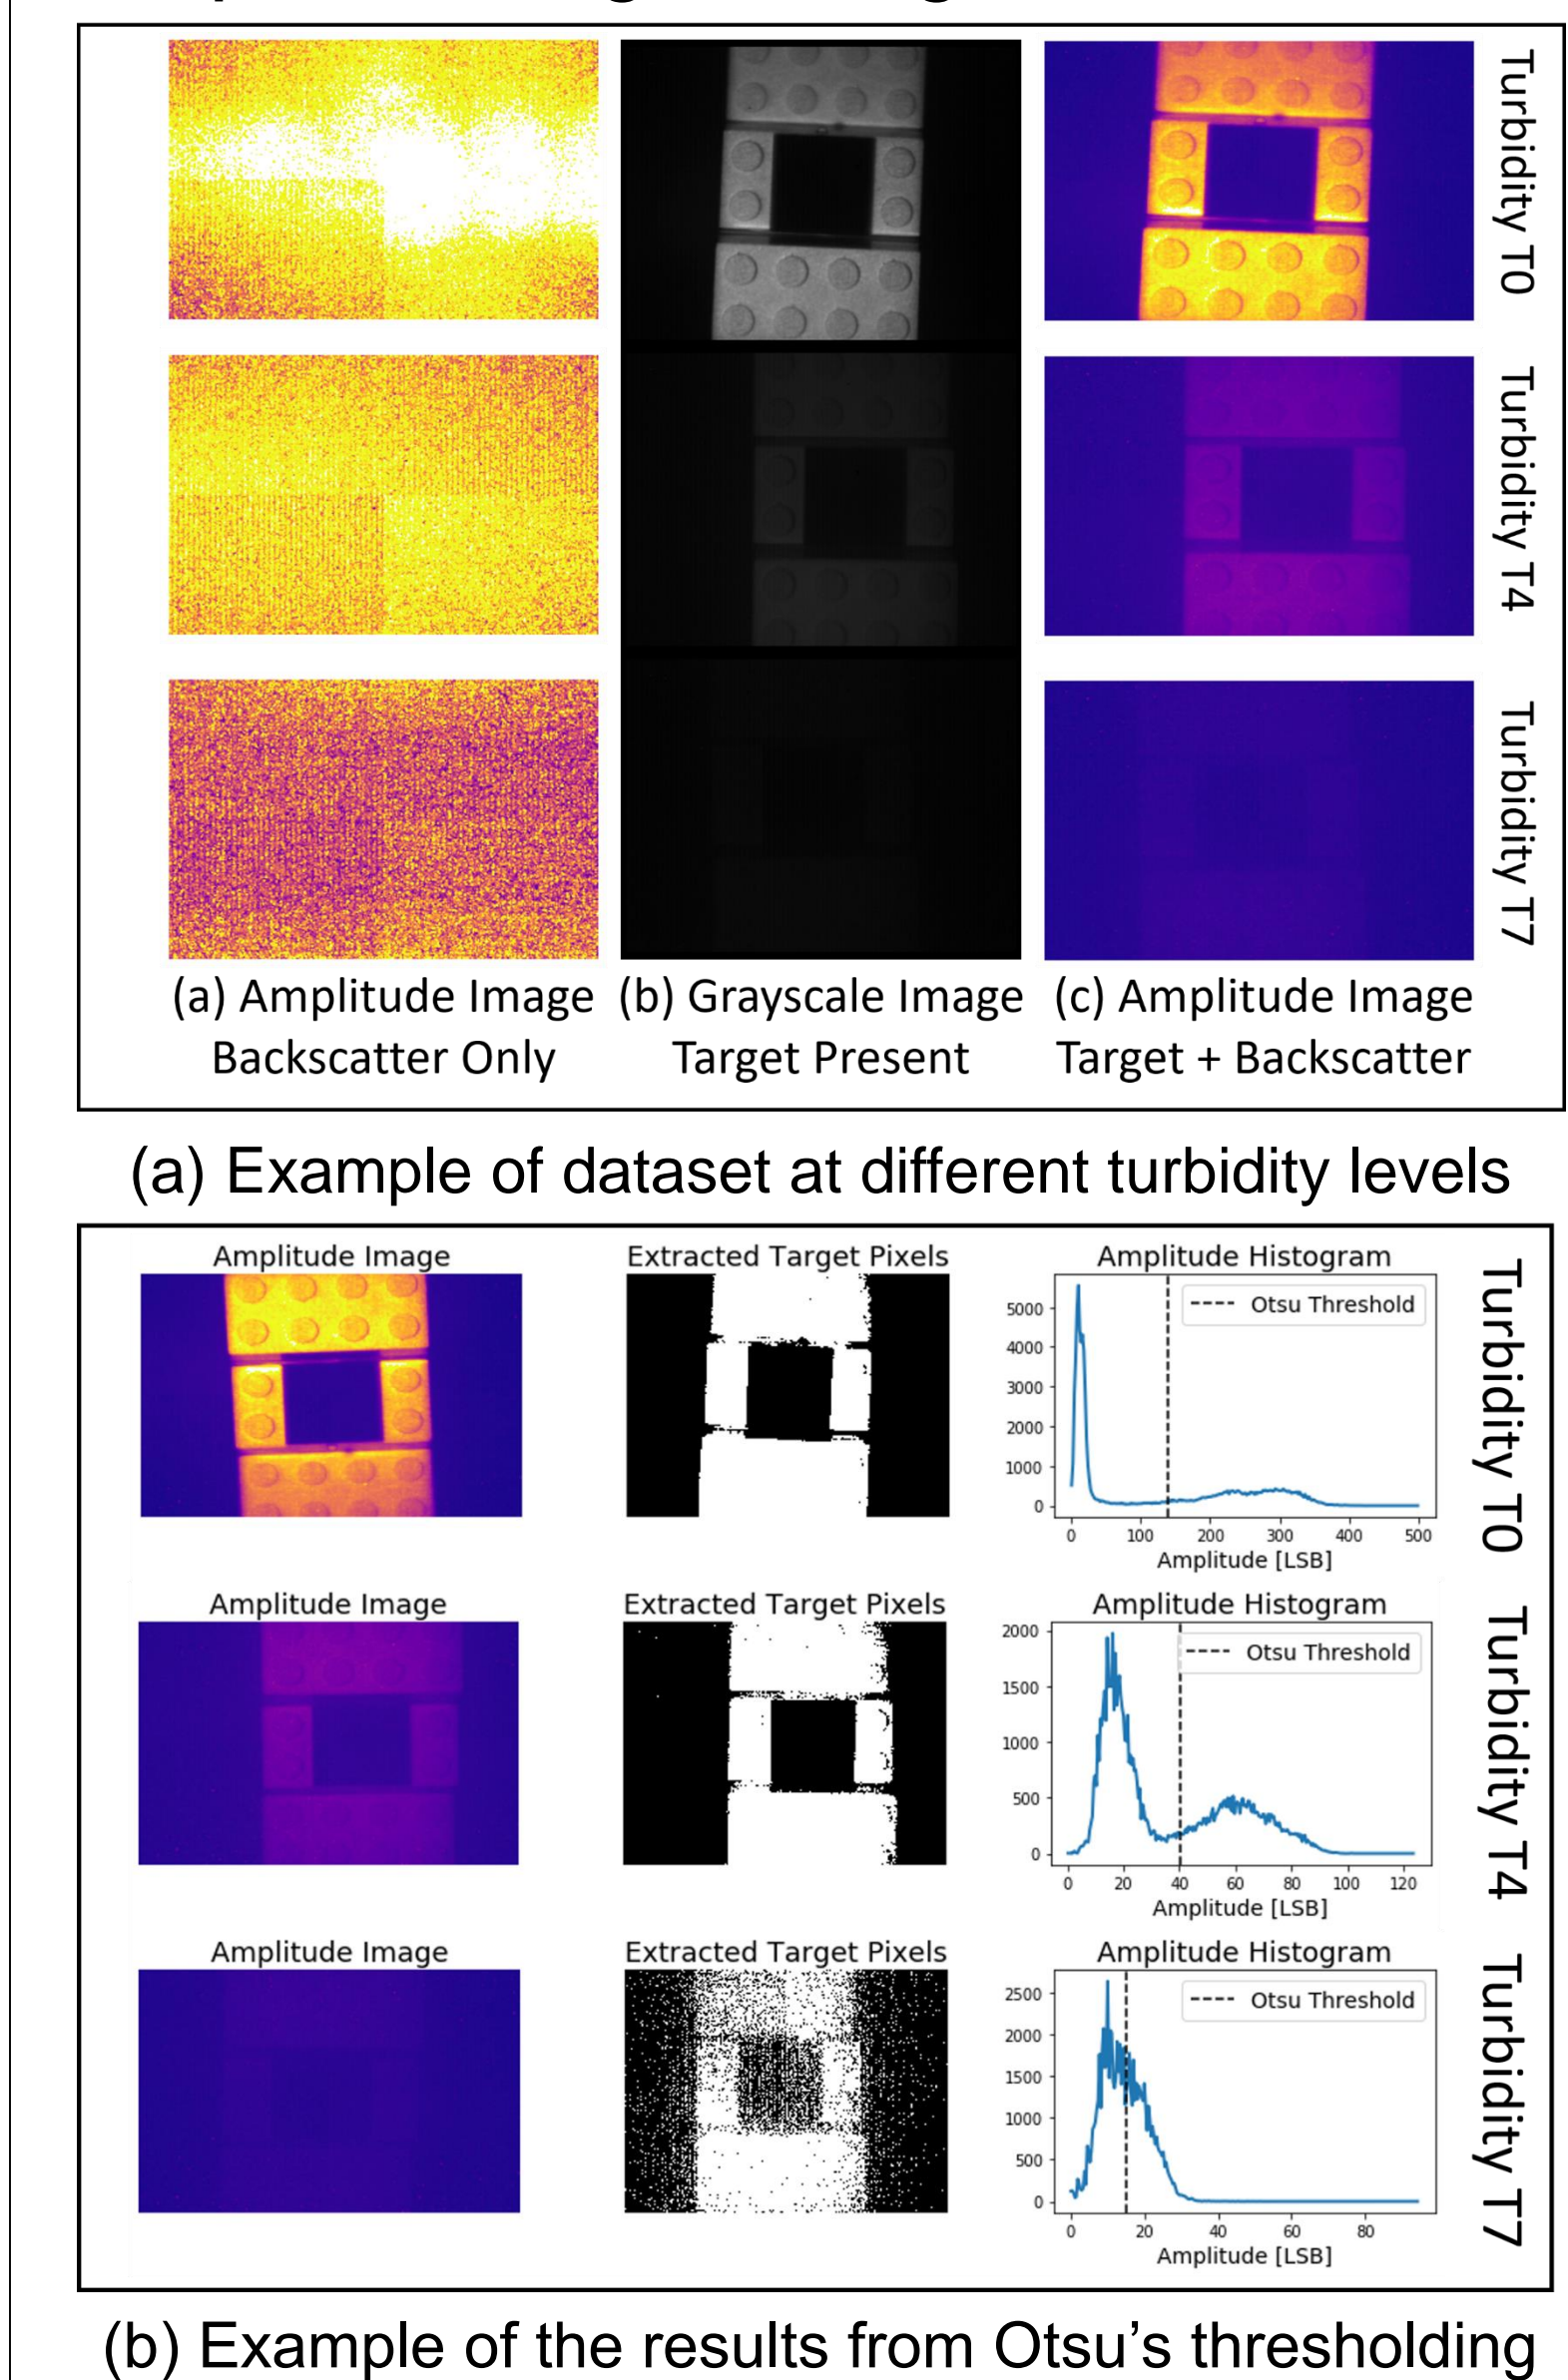 Turbidity T0
Turbidity T4
Turbidity T7
(a) Amplitude Image
Backscatter Only
(b) Grayscale Image
Target Present
(c) Amplitude Image
Target + Backscatter
(a) Example of dataset at different turbidity levels
Amplitude Image
Extracted Target Pixels
Amplitude Histogram
Otsu Threshold
5000
4000
3000
2000
1000
0
0 100 200 300 400 500
Amplitude [LSB]
Turbidity T0
Amplitude Image
Extracted Target Pixels
Amplitude Histogram
Otsu Threshold
2000
1500
1000
500
0
0 20 40 60 80 100 120
Amplitude [LSB]
Turbidity T4
Amplitude Image
Extracted Target Pixels
Amplitude Histogram
Otsu Threshold
2500
2000
1500
1000
500
0
0 20 40 60 80
Amplitude [LSB]
Turbidity T7
(b) Example of the results from Otsu’s thresholding